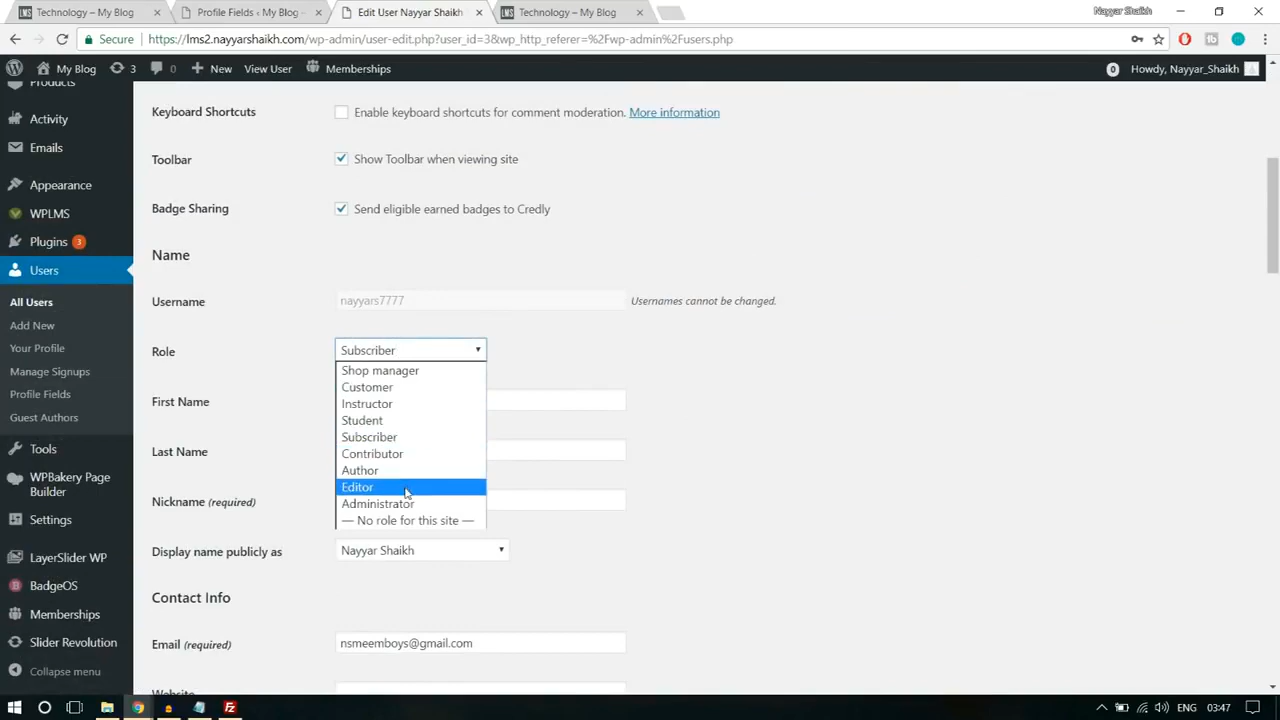 Technology – My Blog
Profile Fields ‹ My Blog
Edit User Nayyar Shaikh
Technology – My Blog
Nayyar Shaikh
Secure
https://lms2.nayyarshaikh.com/wp-admin/user-edit.php?user_id=3&wp_http_referer=%2Fwp-admin%2Fusers.php
My Blog
3
0
New
View User
Memberships
0
Howdy, Nayyar_Shaikh
Products
Activity
Emails
Appearance
WPLMS
Plugins 3
Users
All Users
Add New
Your Profile
Manage Signups
Profile Fields
Guest Authors
Tools
WPBakery Page
Builder
Settings
LayerSlider WP
BadgeOS
Memberships
Slider Revolution
Collapse menu
Keyboard Shortcuts
Enable keyboard shortcuts for comment moderation. More information
Toolbar
Show Toolbar when viewing site
Badge Sharing
Send eligible earned badges to Credly
Name
Username
nayyars7777
Usernames cannot be changed.
Role
Subscriber
Shop manager
Customer
Instructor
Student
Subscriber
Contributor
Author
Editor
Administrator
— No role for this site —
First Name
Last Name
Nickname (required)
Display name publicly as
Nayyar Shaikh
Contact Info
Email (required)
nsmeemboys@gmail.com
Website
ENG
03:47